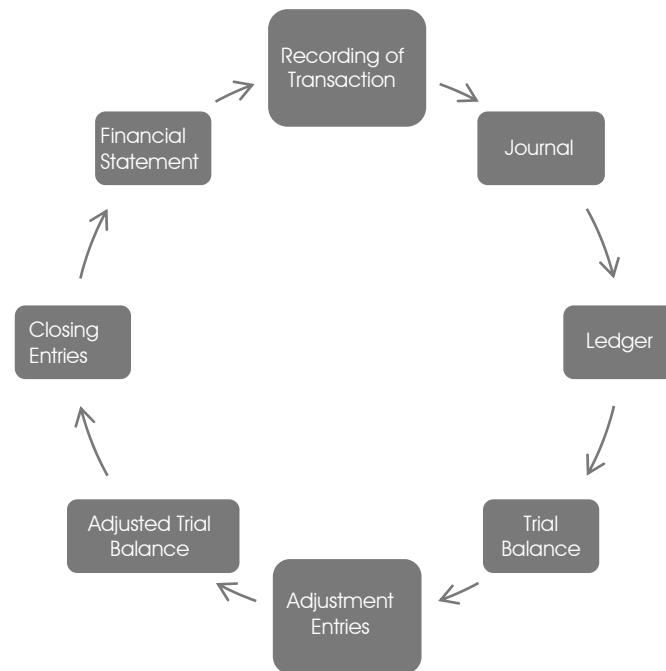 Recording of
Transaction
Journal
Ledger
Trial
Balance
Adjustment
Entries
Adjusted Trial
Balance
Closing
Entries
Financial
Statement